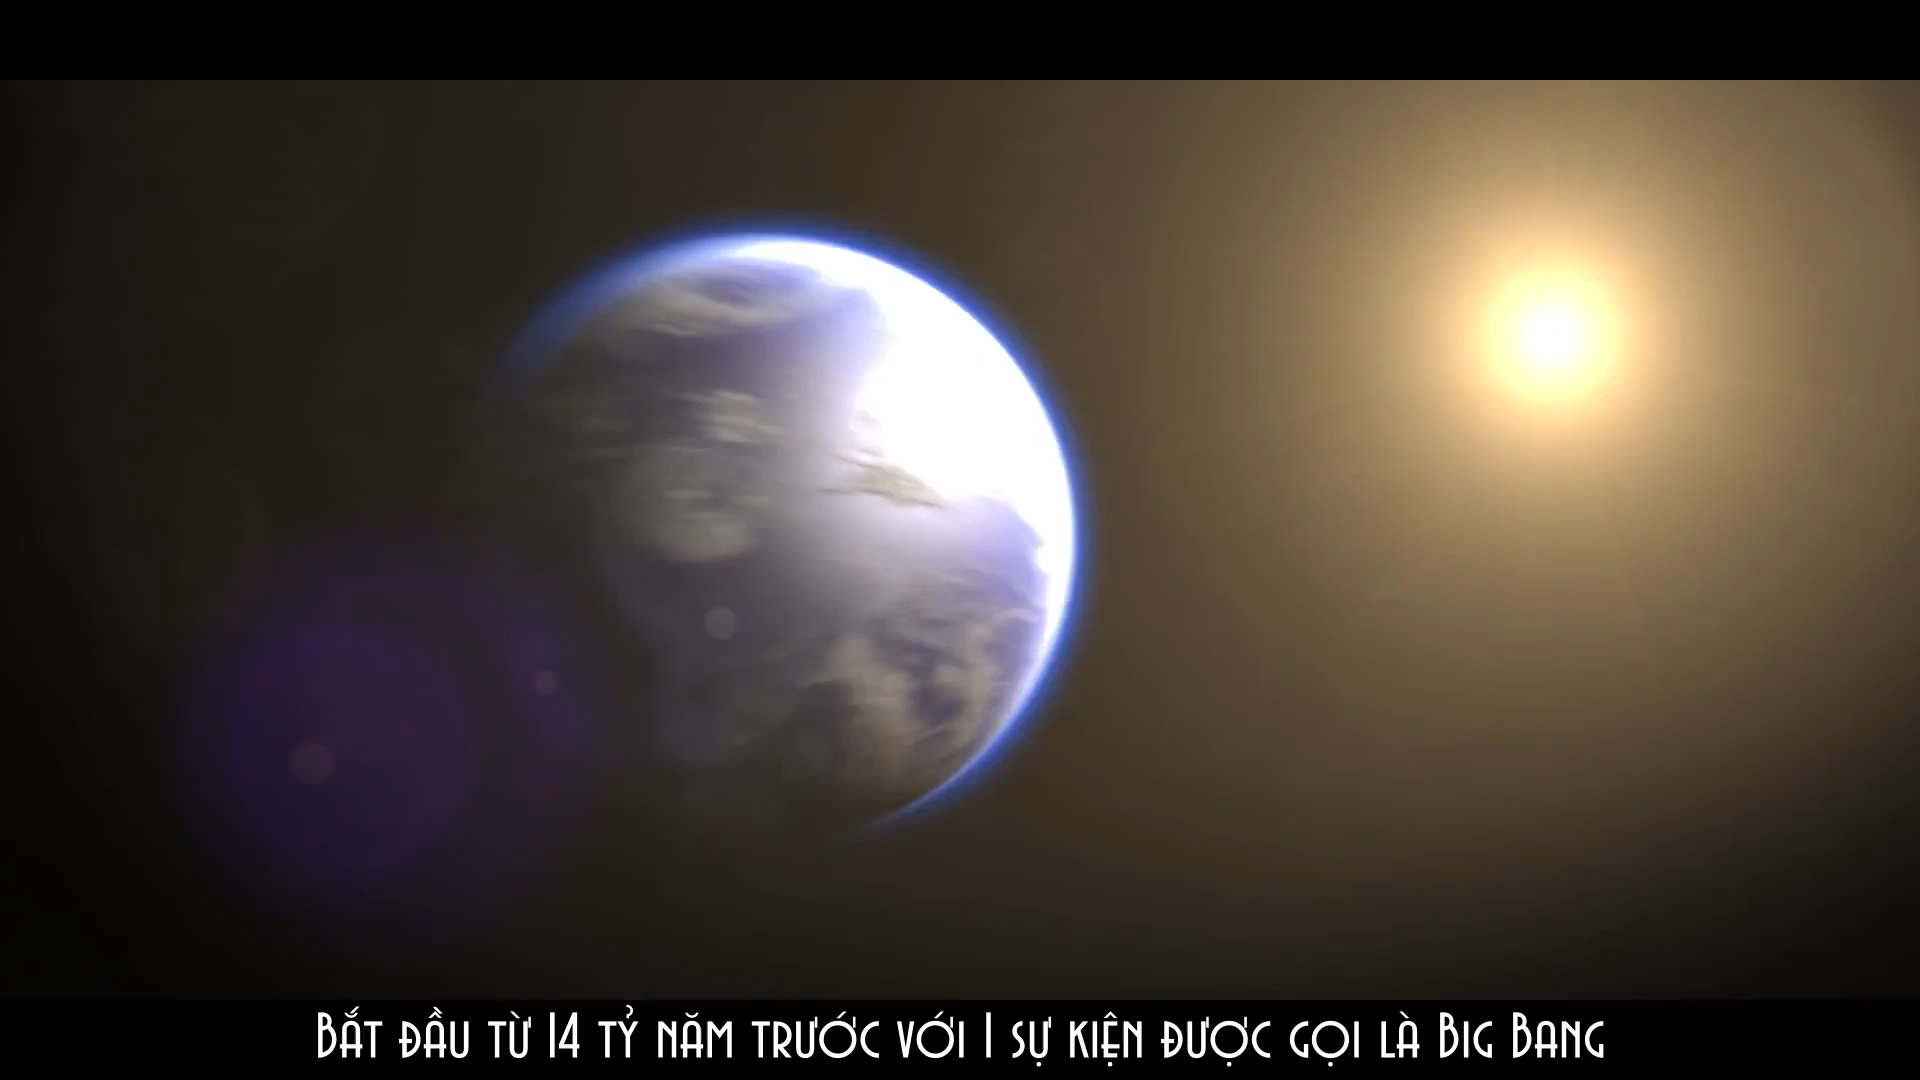 Bắt đầu từ 14 tỷ năm trước với 1 sự kiện được gọi là Big Bang